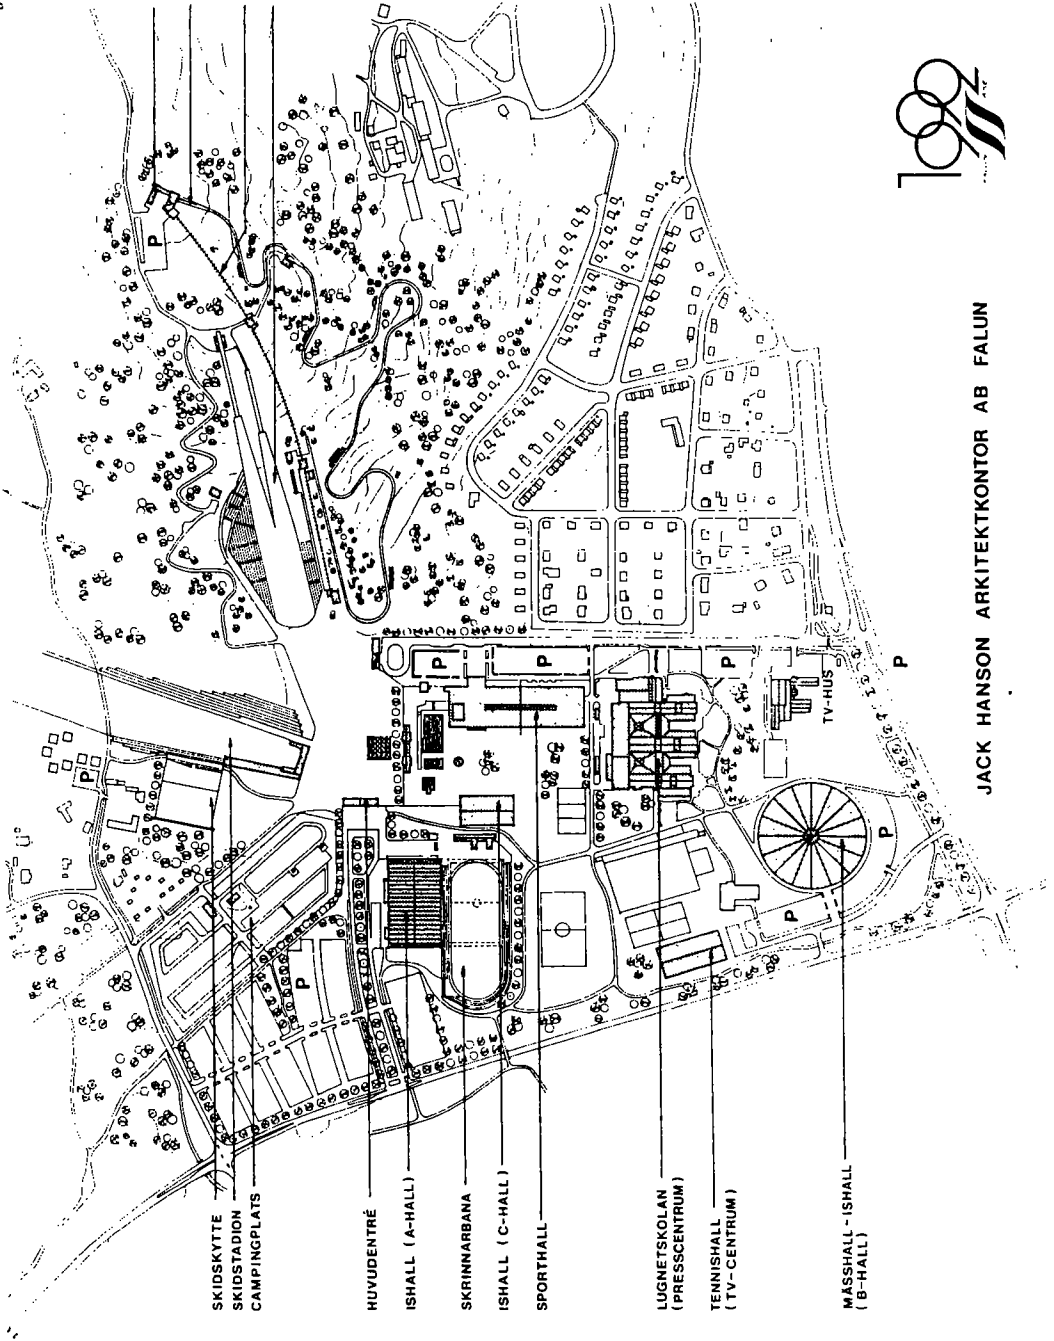 SKIDSKYTTE
SKIDSTADION
CAMPINGPLATS
HUVUDENTRÉ
ISHALL (A-HALL)
SKRINNARBANA
ISHALL (C-HALL)
SPORTHALL
LUGNETSKOLAN
(PRESSCENTRUM)
TENNISHALL
(TV-CENTRUM)
MÄSSHALL-ISHALL
(B-HALL)
TV-HUS
P
P
P
P
P
P
P
P
P
P
JACK HANSON ARKITEKTKONTOR AB FALUN
1992